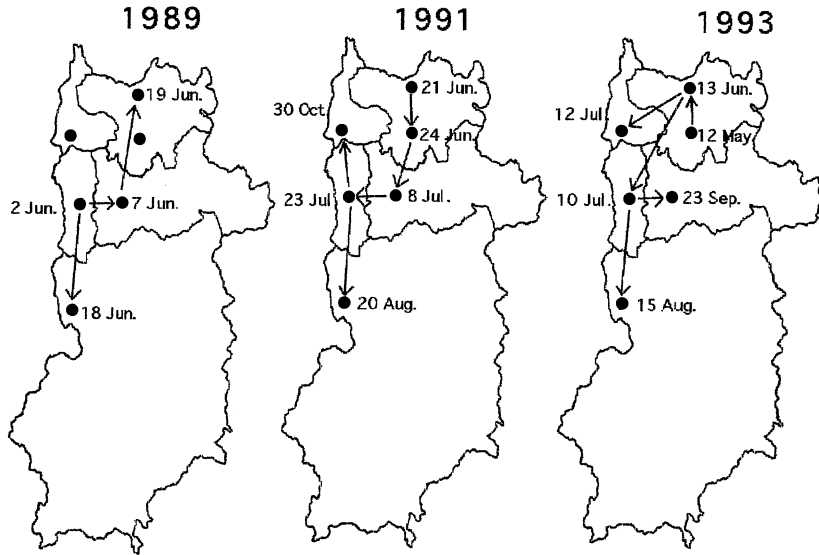 1989
19 Jun.
2 Jun.
7 Jun.
18 Jun.
1991
21 Jun.
30 Oct.
24 Jun.
23 Jul
8 Jul.
20 Aug.
1993
13 Jun.
12 Jul.
12 May
10 Jul.
23 Sep.
15 Aug.